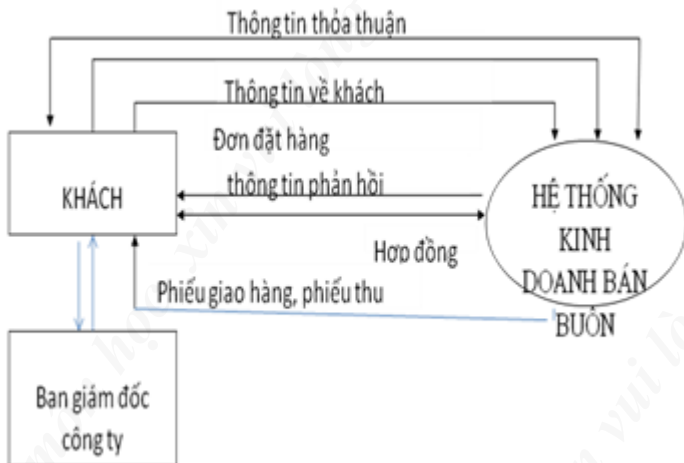 Thông tin thỏa thuận
Thông tin về khách
Đơn đặt hàng
KHÁCH
thông tin phản hồi
HỆ THỐNG
KINH
DOANH BÁN
BUÔN
Hợp đồng
Phiếu giao hàng, phiếu thu
Ban giám đốc
công ty